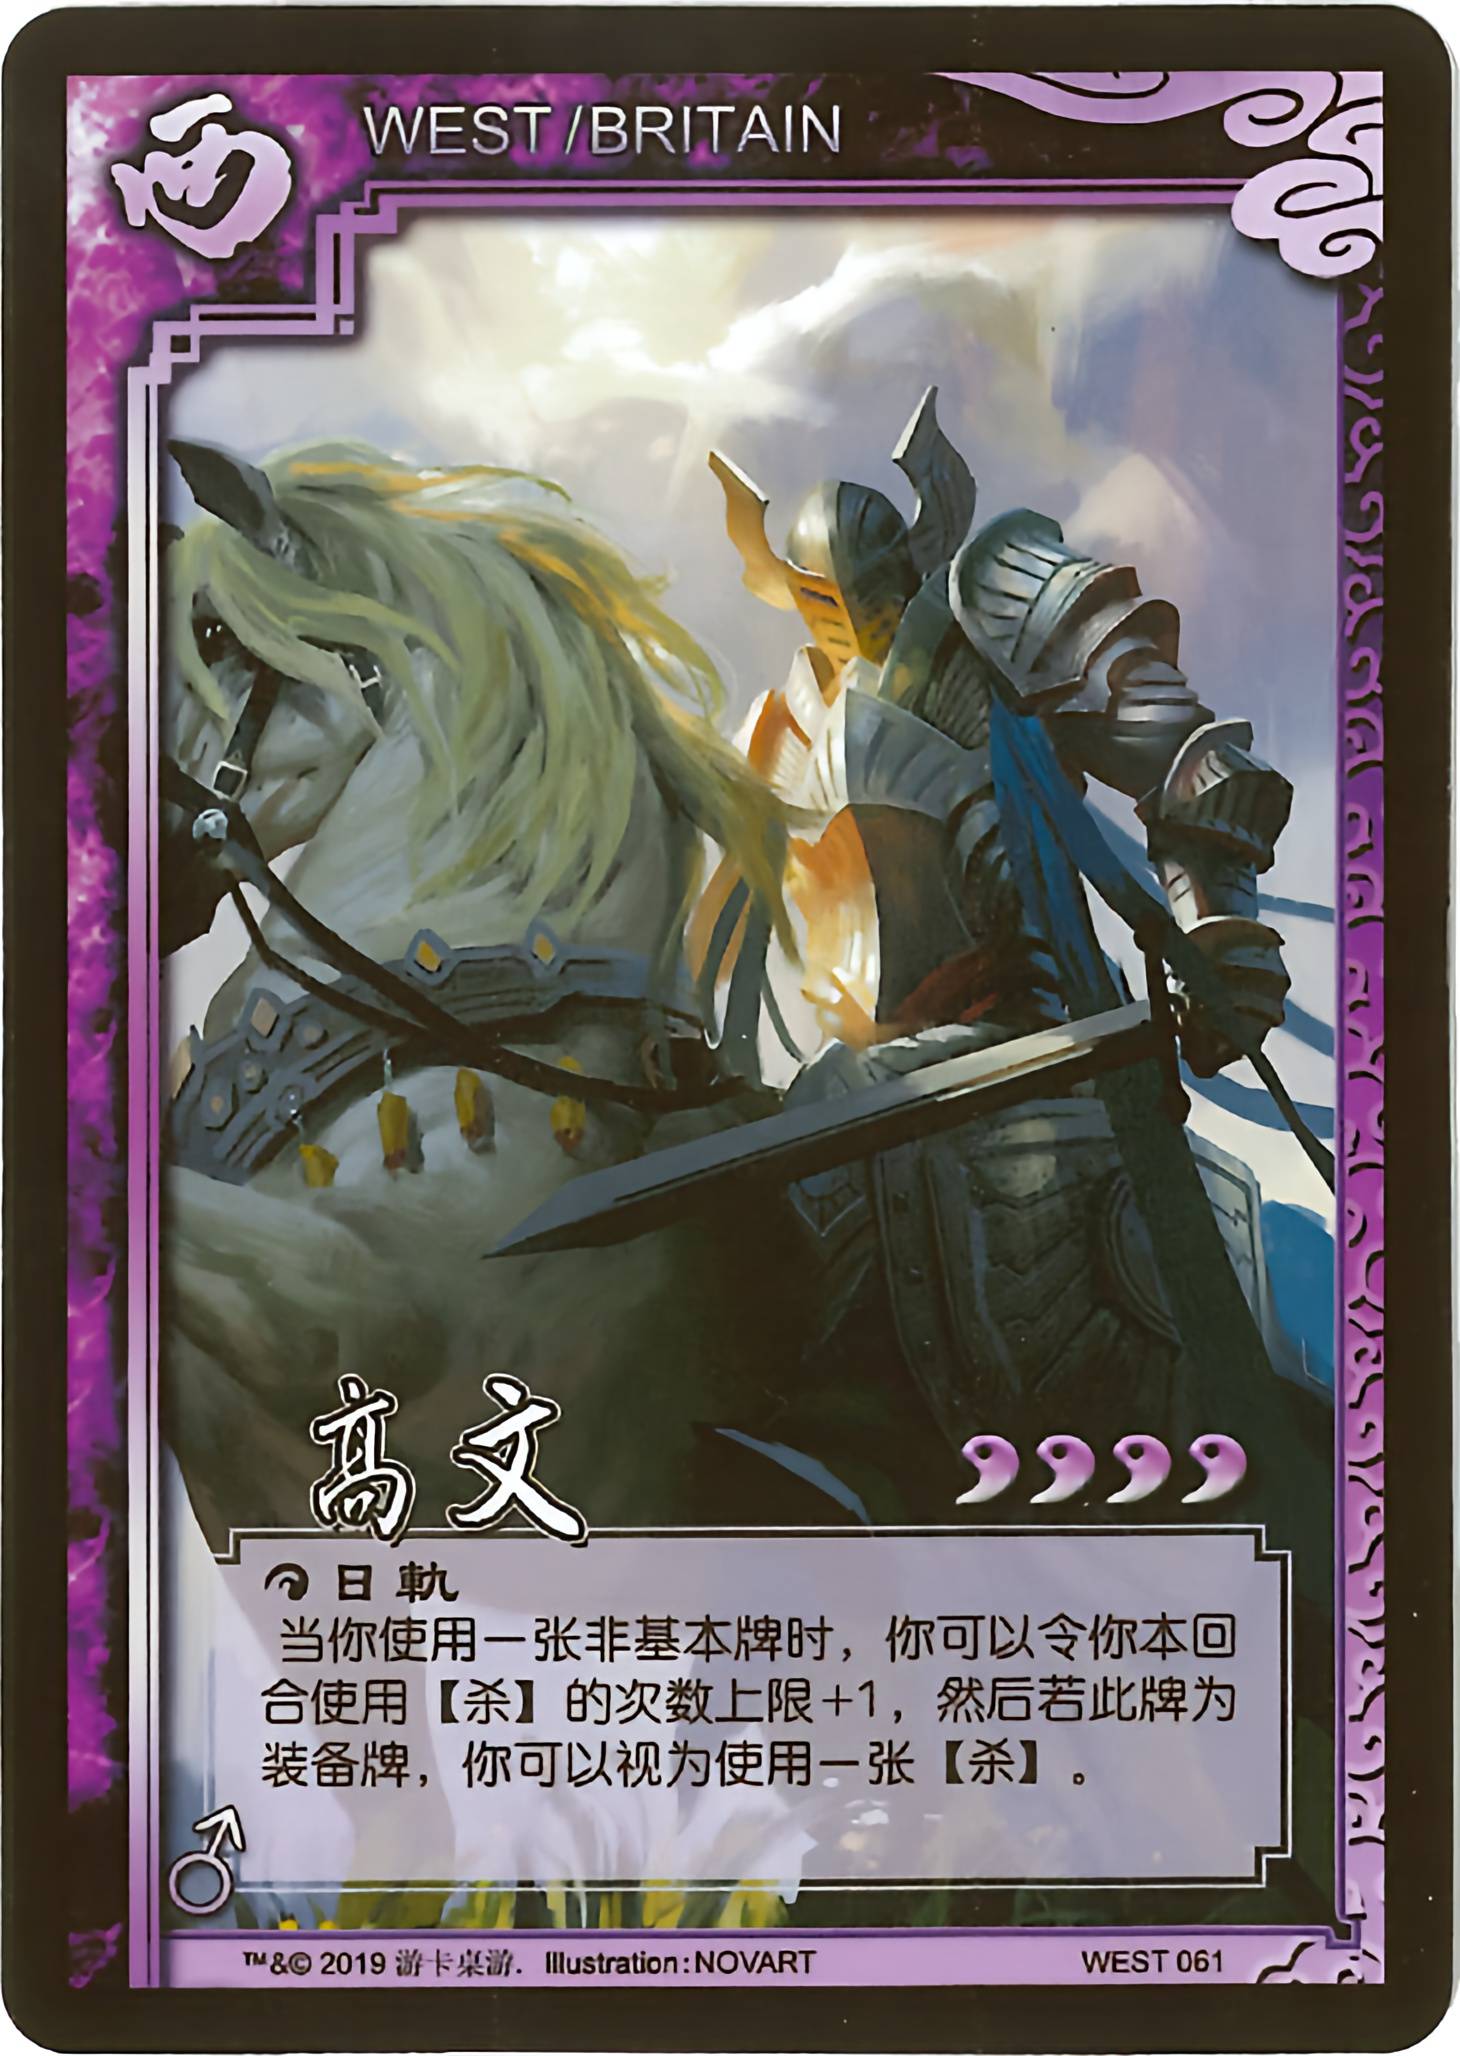 西
WEST / BRITAIN
高文
日軌
当你使用一张非基本牌时，你可以令你本回
合使用【杀】的次数上限+1，然后若此牌为
装备牌，你可以视为使用一张【杀】。
™&© 2019 游卡桌游. Illustration: NOVART
WEST 061